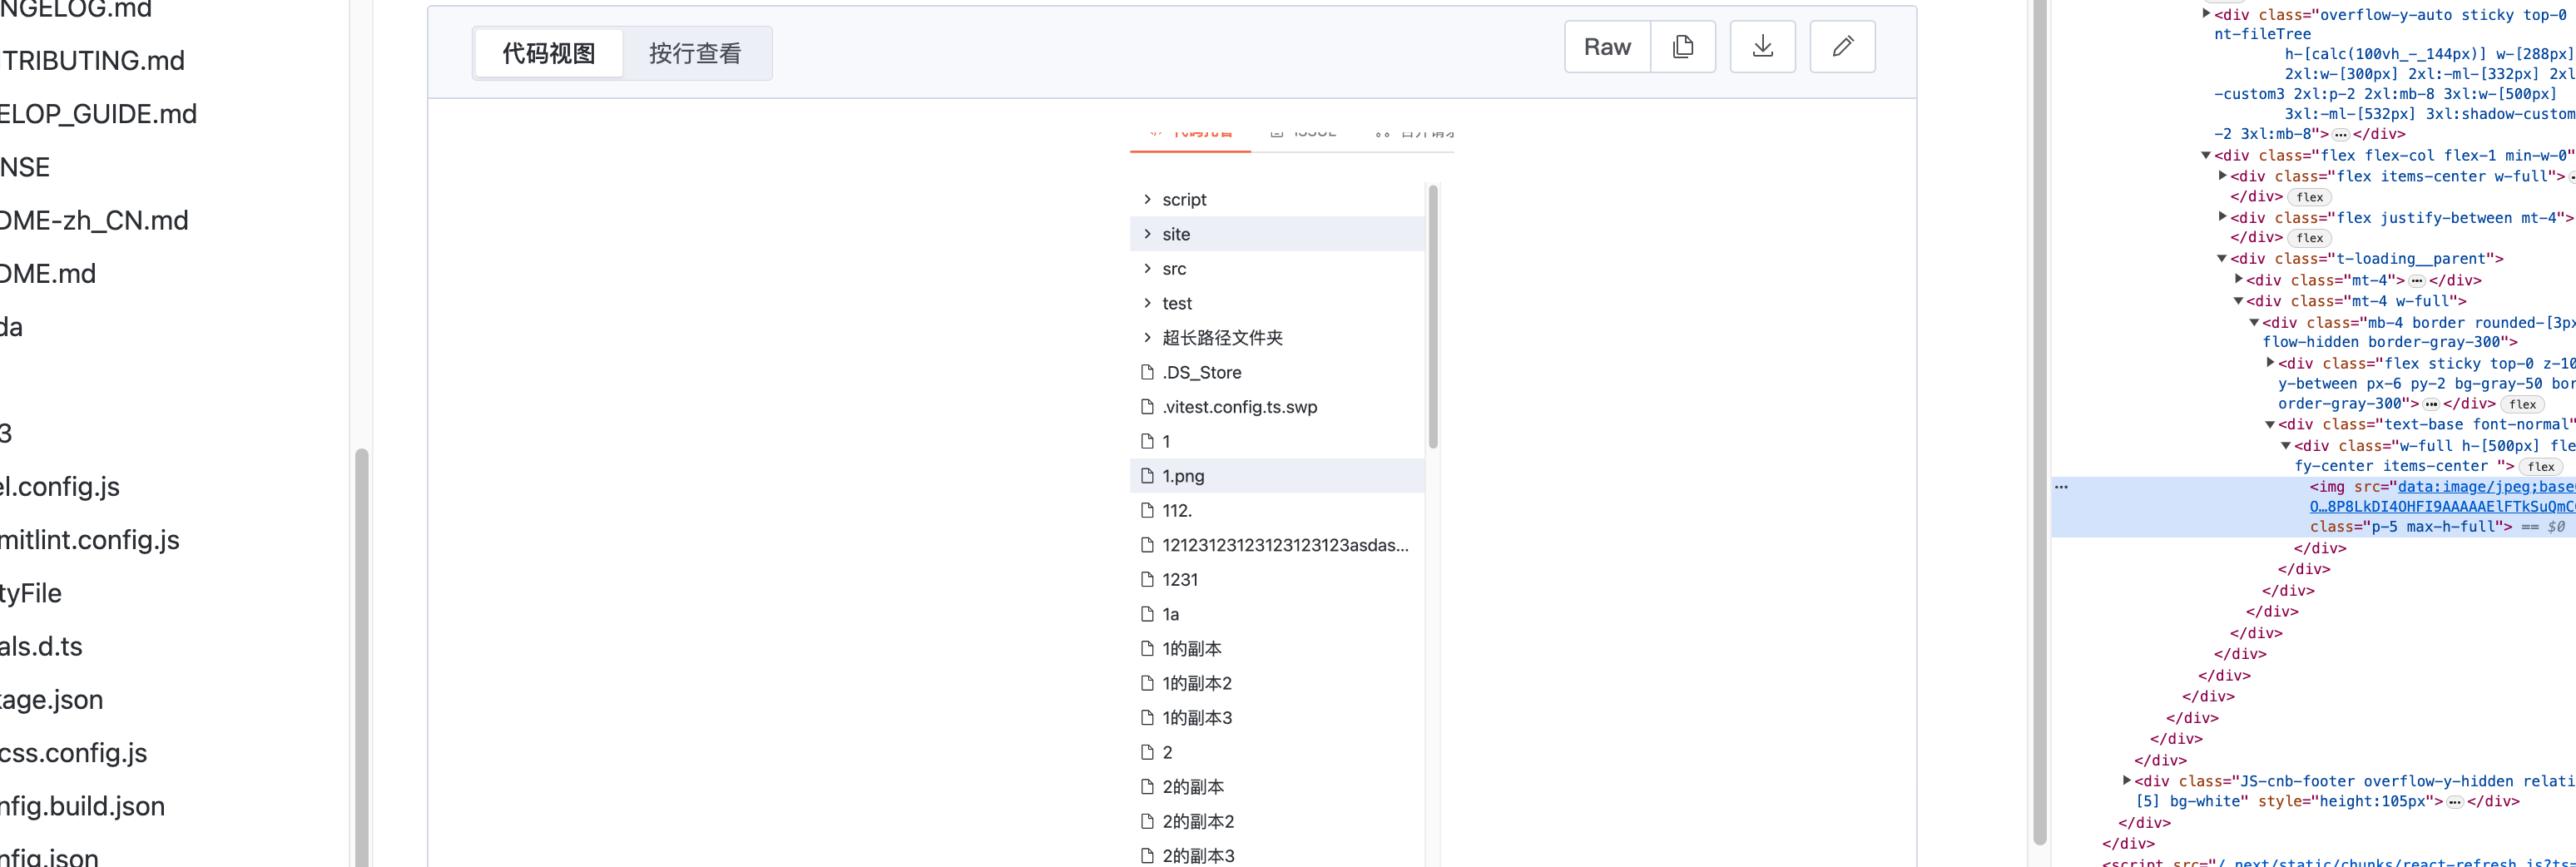 NGELOG.md
TRIBUTING.md
ELOP_GUIDE.md
NSE
DME-zh_CN.md
DME.md
da
3
el.config.js
mitlint.config.js
tyFile
als.d.ts
kage.json
css.config.js
nfig.build.json
nfig.json
代码视图 按行查看 Raw
代码托管 ISSUE 合并请求
script
site
src
test
超长路径文件夹
.DS_Store
.vitest.config.ts.swp
1
1.png
112.
12123123123123123123asdas...
1231
1a
1的副本
1的副本2
1的副本3
2
2的副本
2的副本2
2的副本3
<div class="overflow-y-auto sticky top-0
nt-fileTree
h-[calc(100vh_-_144px)] w-[288px]
2xl:w-[300px] 2xl:-ml-[332px] 2xl
-custom3 2xl:p-2 2xl:mb-8 3xl:w-[500px]
3xl:-ml-[532px] 3xl:shadow-custom
-2 3xl:mb-8">…</div>
<div class="flex flex-col flex-1 min-w-0"
<div class="flex items-center w-full">
</div> flex
<div class="flex justify-between mt-4">
</div> flex
<div class="t-loading__parent">
<div class="mt-4">…</div>
<div class="mt-4 w-full">
<div class="mb-4 border rounded-[3px
flow-hidden border-gray-300">
<div class="flex sticky top-0 z-10
y-between px-6 py-2 bg-gray-50 bor
order-gray-300">…</div> flex
<div class="text-base font-normal"
<div class="w-full h-[500px] fle
fy-center items-center "> flex
<img src="data:image/jpeg;base
O…8P8LkDI4OHFI9AAAAAElFTkSuQmC
class="p-5 max-h-full"> == $0
</div>
</div>
</div>
</div>
</div>
</div>
</div>
</div>
</div>
</div>
</div>
<div class="JS-cnb-footer overflow-y-hidden relati
[5] bg-white" style="height:105px">…</div>
</div>
</div>
<script src="/_next/static/chunks/react-refresh.js?ts=